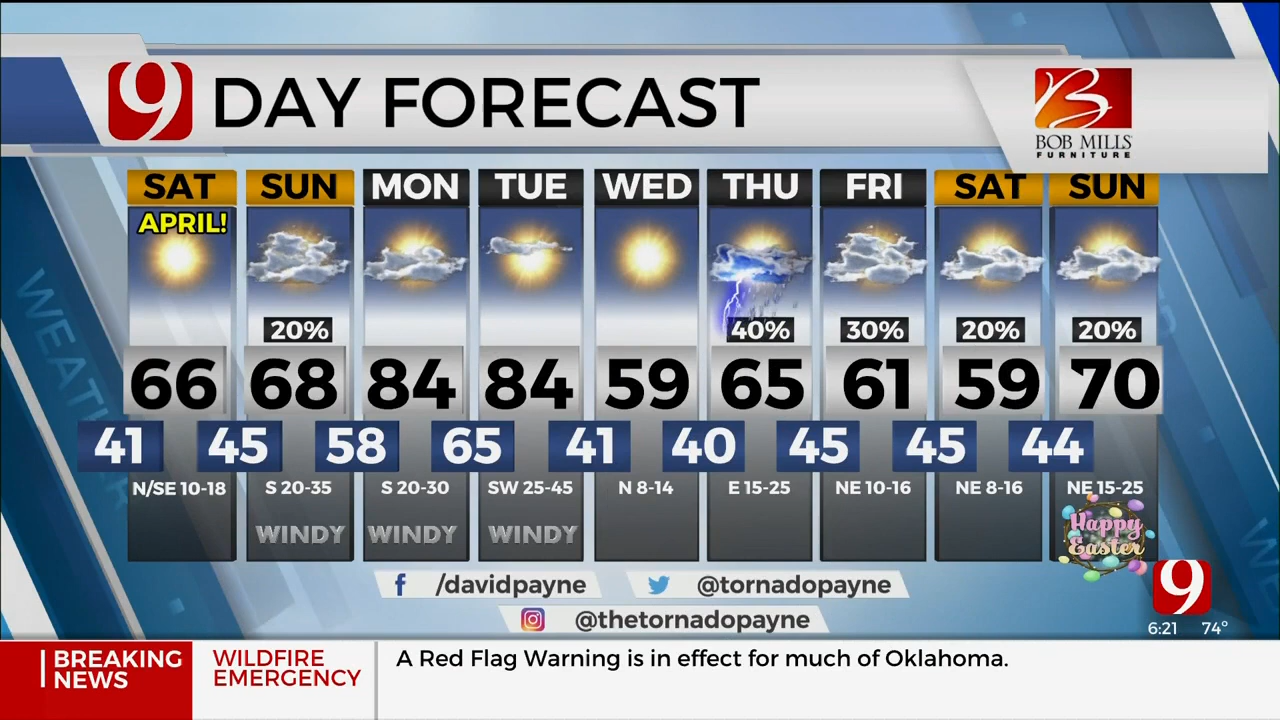 9 DAY FORECAST
B
BOB MILLS
FURNITURE
SAT SUN MON TUE WED THU FRI SAT SUN
APRIL!
20% 40% 30% 20% 20%
66 68 84 84 59 65 61 59 70
41 45 58 65 41 40 45 45 44
N/SE 10-18 S 20-35 S 20-30 SW 25-45 N 8-14 E 15-25 NE 10-16 NE 8-16 NE 15-25
WINDY WINDY WINDY
Happy
Easter
f /davidpayne @tornadopayne
@thetornadopayne
9
6:21 74°
BREAKING
NEWS
WILDFIRE
EMERGENCY
A Red Flag Warning is in effect for much of Oklahoma.
WEATHER